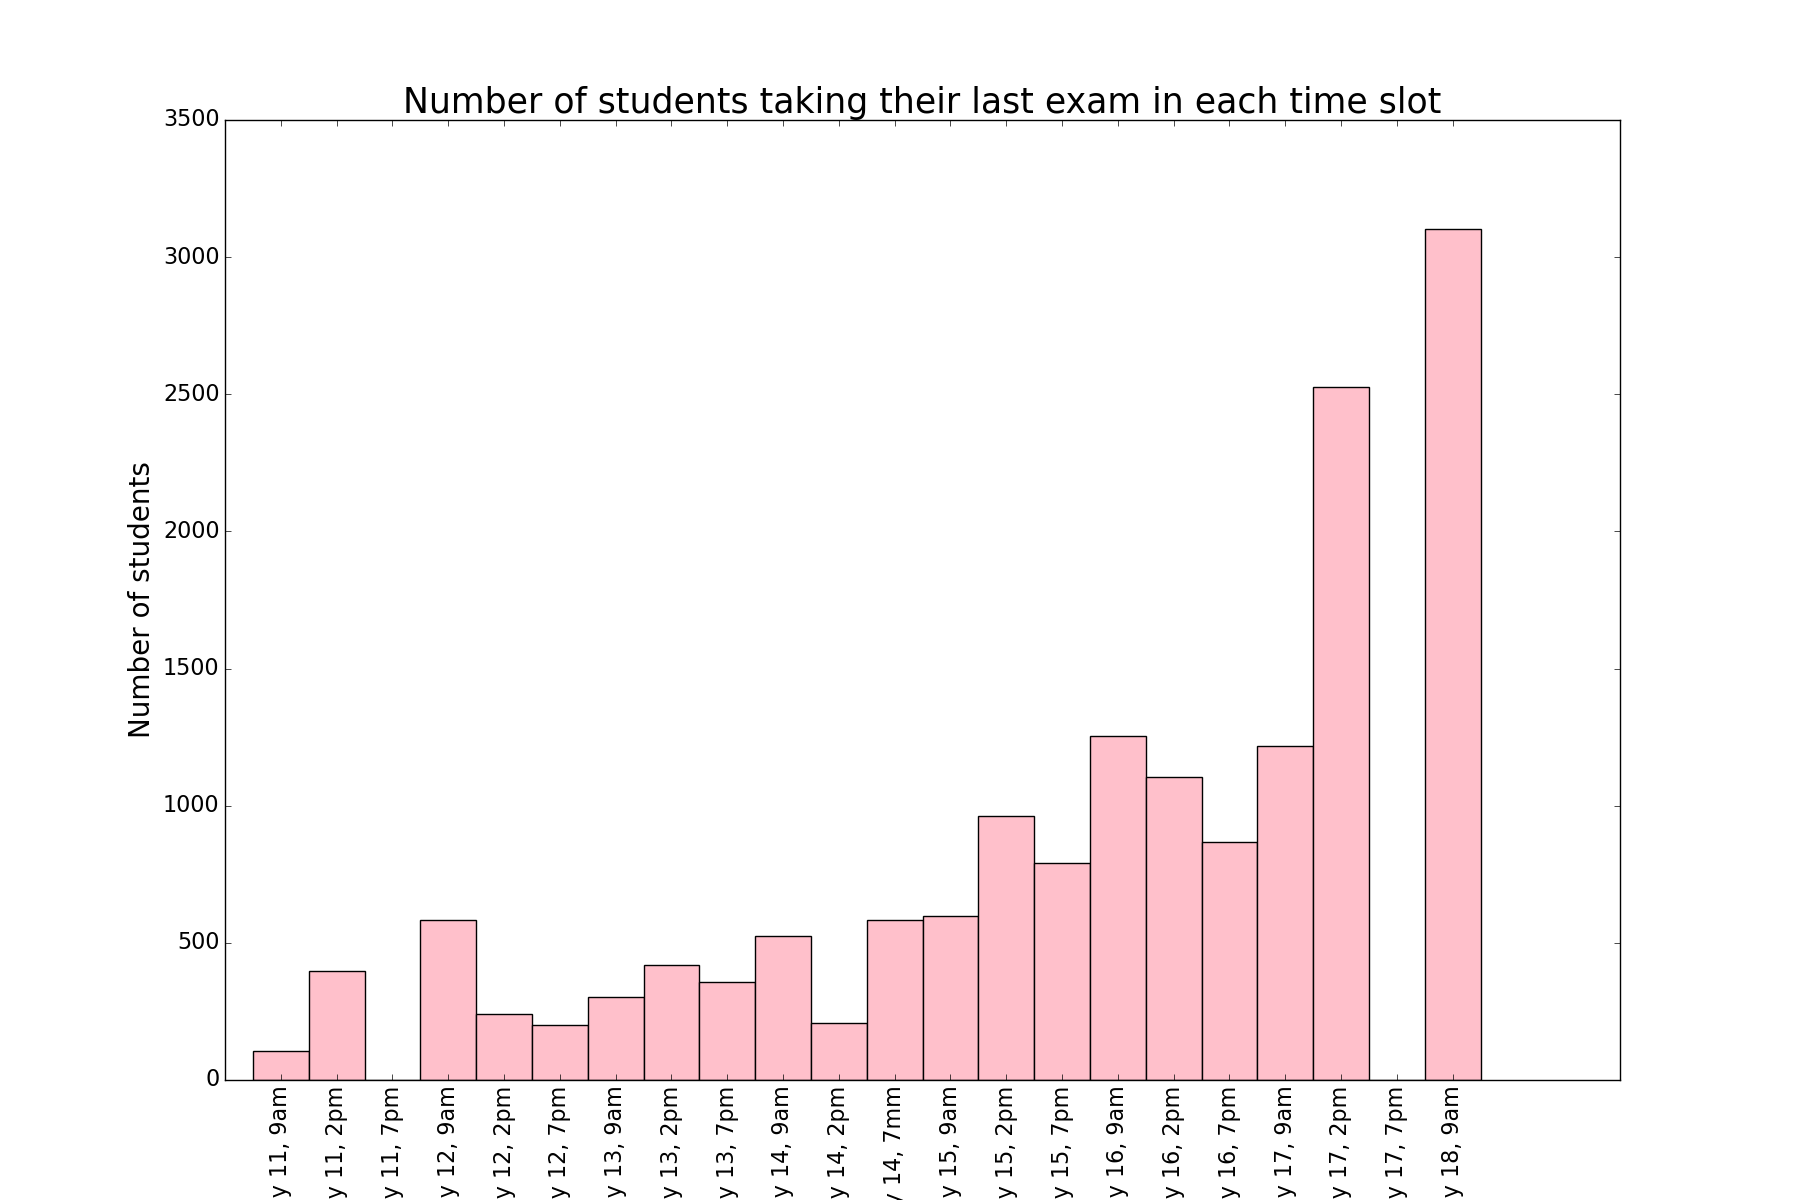 Number of students taking their last exam in each time slot
3500
3000
2500
2000
1500
1000
500
0
Number of students
y 11, 9am
y 11, 2pm
y 11, 7pm
y 12, 9am
y 12, 2pm
y 12, 7pm
y 13, 9am
y 13, 2pm
y 13, 7pm
y 14, 9am
y 14, 2pm
y 14, 7mm
y 15, 9am
y 15, 2pm
y 15, 7pm
y 16, 9am
y 16, 2pm
y 16, 7pm
y 17, 9am
y 17, 2pm
y 17, 7pm
y 18, 9am